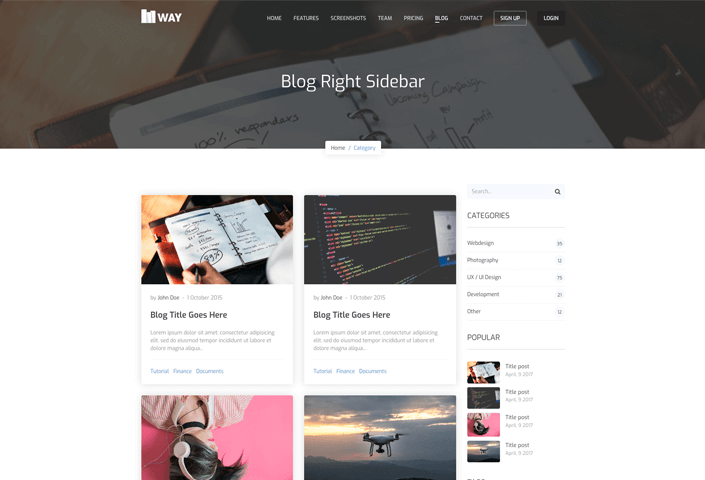 WAY
HOME FEATURES SCREENSHOTS TEAM PRICING BLOG CONTACT SIGN UP LOGIN
Upcoming Campaign
100% responders
profit
Blog Right Sidebar
Home / Category
Search...
CATEGORIES
Webdesign 35
Photography 12
UX / UI Design 75
Development 21
Other 12
by John Doe - 1 October 2015
Blog Title Goes Here
Lorem ipsum dolor sit amet, consectetur adipisicing
elit, sed do eiusmod tempor incididunt ut labore et
dolore magna aliqua...
Tutorial Finance Documents
by John Doe - 1 October 2015
Blog Title Goes Here
Lorem ipsum dolor sit amet, consectetur adipisicing
elit, sed do eiusmod tempor incididunt ut labore et
dolore magna aliqua...
Tutorial Finance Documents
POPULAR
Title post
April, 9 2017
Title post
April, 9 2017
Title post
April, 9 2017
Title post
April, 9 2017